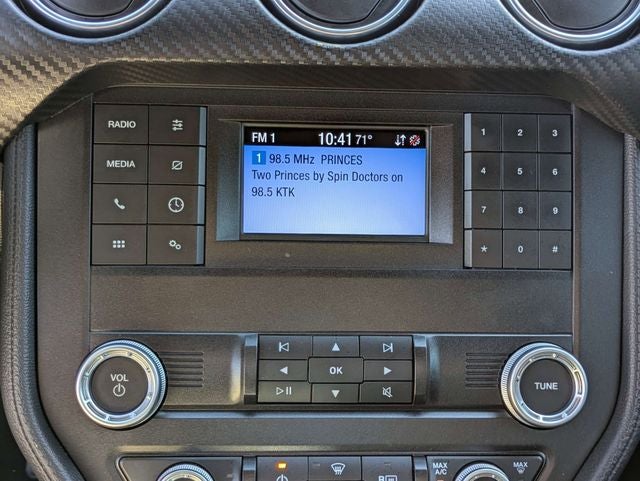 RADIO
MEDIA
FM 1 10:41 71°
1 98.5 MHz PRINCES
Two Princes by Spin Doctors on
98.5 KTK
1 2 3
4 5 6
7 8 9
* 0 #
VOL
OK
TUNE
MAX
A/C
MAX
R